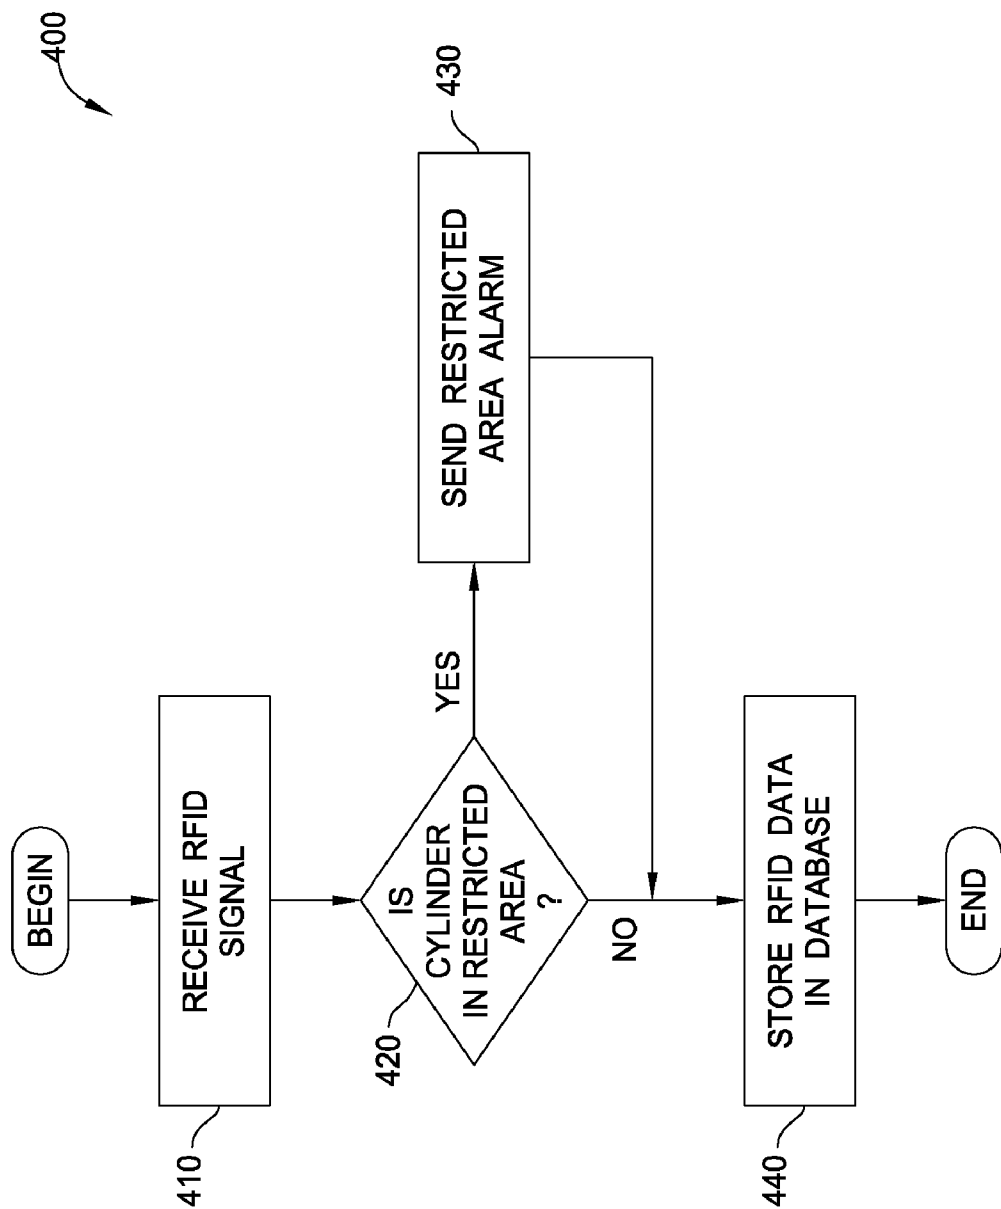 400
BEGIN
RECEIVE RFID
SIGNAL
410
IS
CYLINDER
IN RESTRICTED
AREA
?
420
YES
SEND RESTRICTED
AREA ALARM
430
NO
STORE RFID DATA
IN DATABASE
440
END